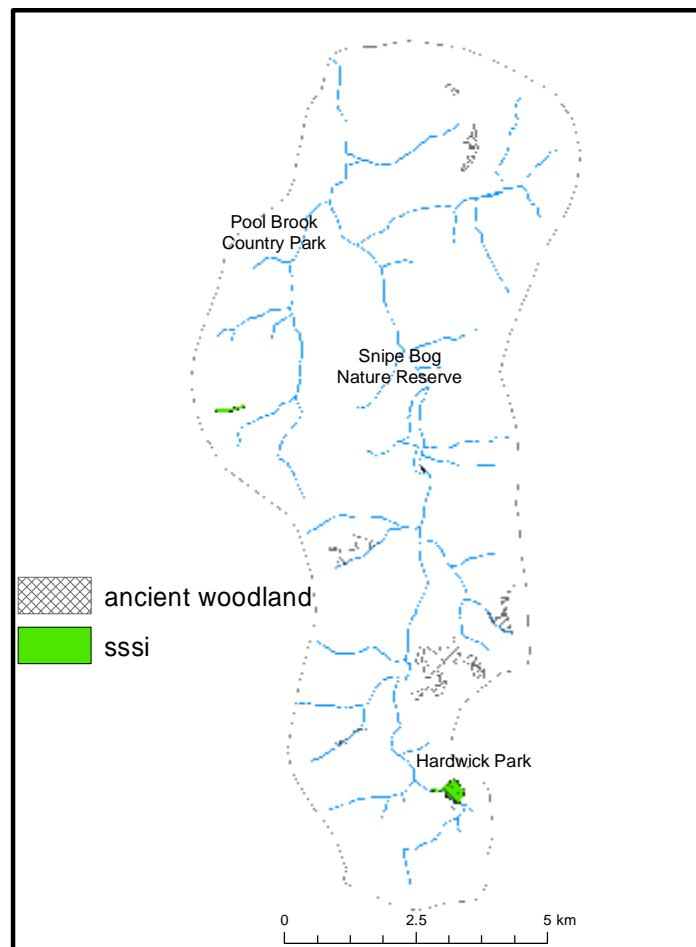 Pool Brook
Country Park
Snipe Bog
Nature Reserve
ancient woodland
sssi
Hardwick Park
0 2.5 5 km